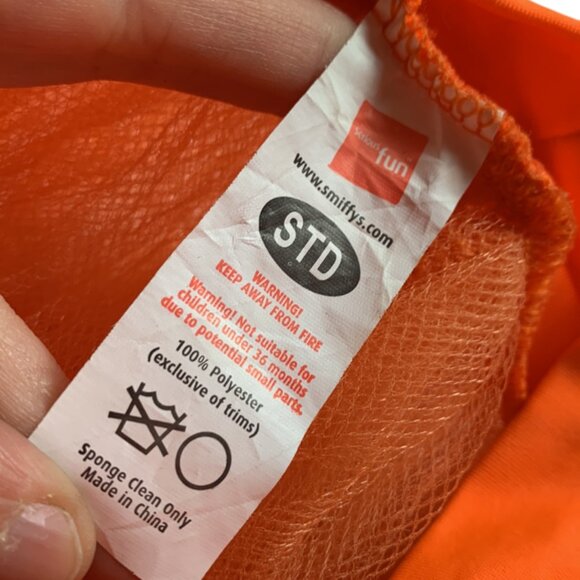 serious
fun
www.smiffys.com
STD
WARNING!
KEEP AWAY FROM FIRE
Warning! Not suitable for
children under 36 months
due to potential small parts.
100% Polyester
(exclusive of trims)
Sponge Clean Only
Made in China